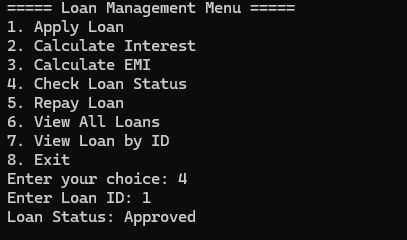 ===== Loan Management Menu =====
1. Apply Loan
2. Calculate Interest
3. Calculate EMI
4. Check Loan Status
5. Repay Loan
6. View All Loans
7. View Loan by ID
8. Exit
Enter your choice: 4
Enter Loan ID: 1
Loan Status: Approved